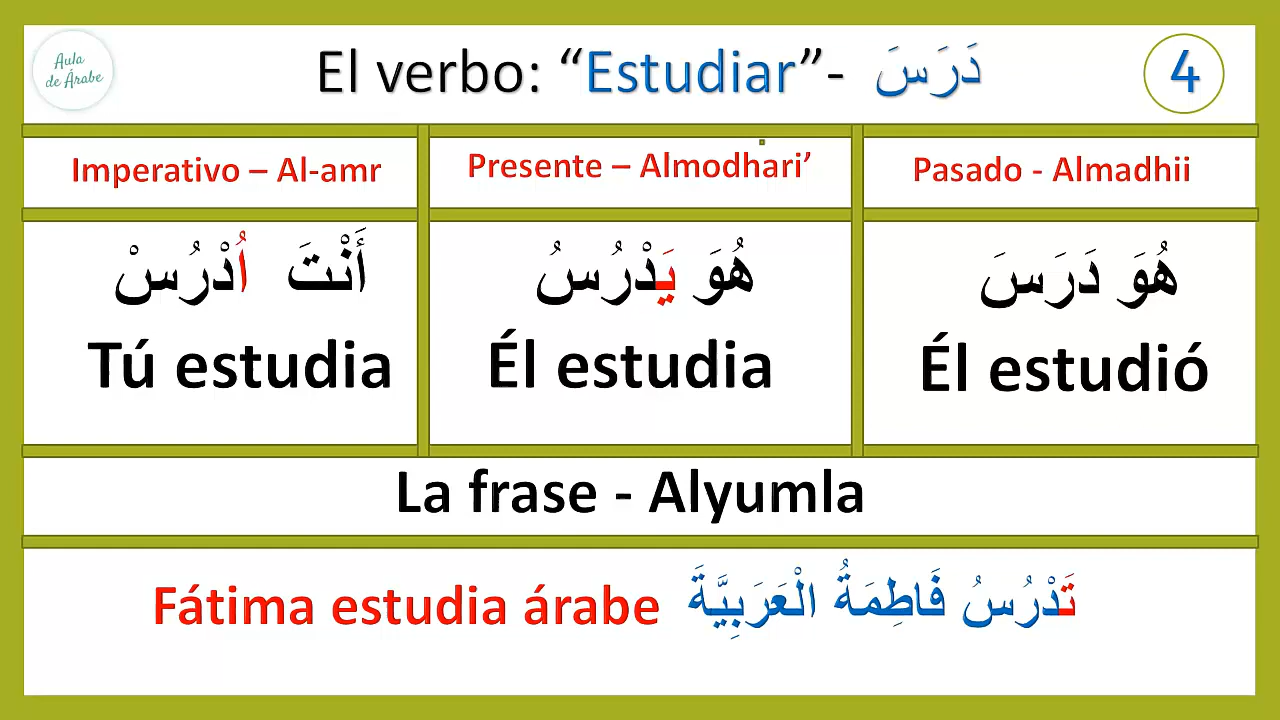 Aula
de Árabe
El verbo: “Estudiar”- دَرَسَ
4
Imperativo – Al-amr
Presente – Almodhari’
Pasado - Almadhii
أَنْتَ اُدْرُسْ
Tú estudia
هُوَ يَدْرُسُ
Él estudia
هُوَ دَرَسَ
Él estudió
La frase - Alyumla
Fátima estudia árabe تَدْرُسُ فَاطِمَةُ الْعَرَبِيَّةَ